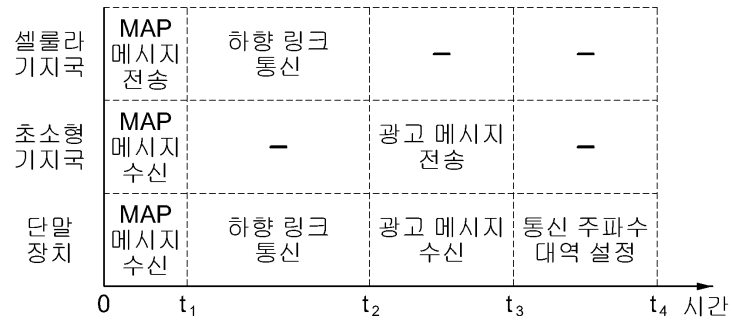 셀룰라
기지국
MAP
메시지
전송
하향 링크
통신
–
–
초소형
기지국
MAP
메시지
수신
–
광고 메시지
전송
–
단말
장치
MAP
메시지
수신
하향 링크
통신
광고 메시지
수신
통신 주파수
대역 설정
0 t1 t2 t3 t4 시간